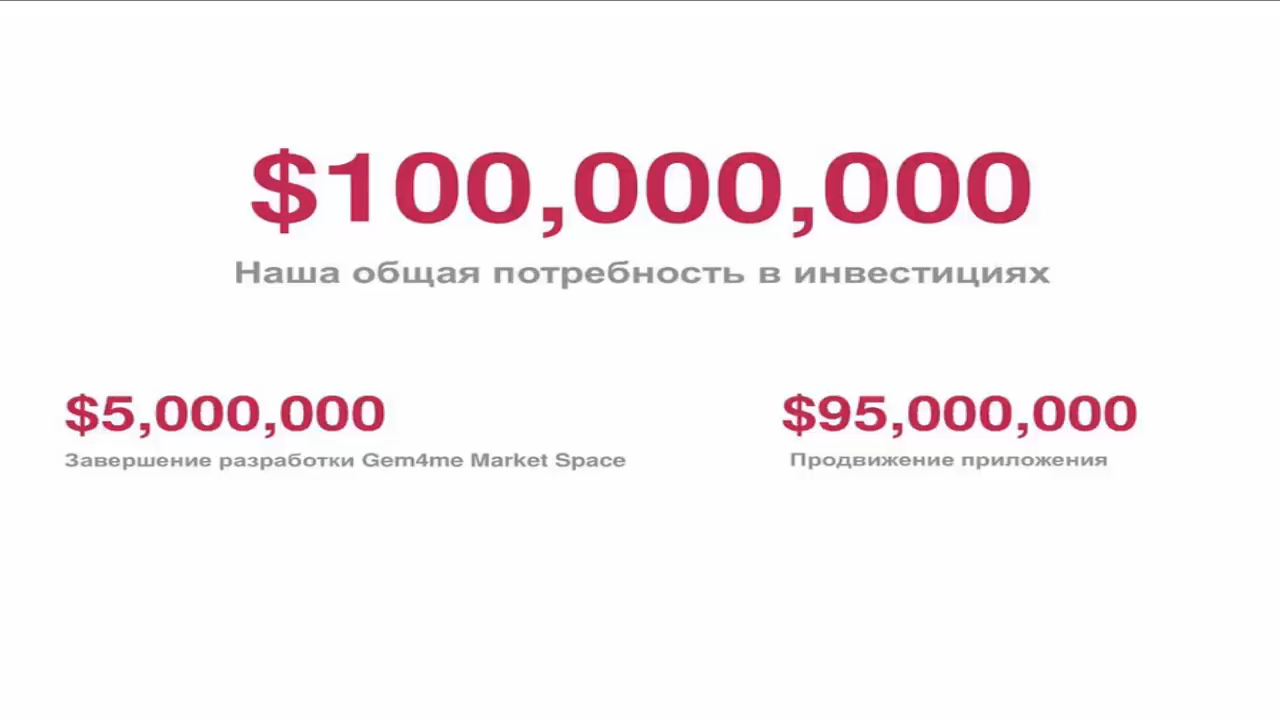 $100,000,000
Наша общая потребность в инвестициях
$5,000,000
Завершение разработки Gem4me Market Space
$95,000,000
Продвижение приложения